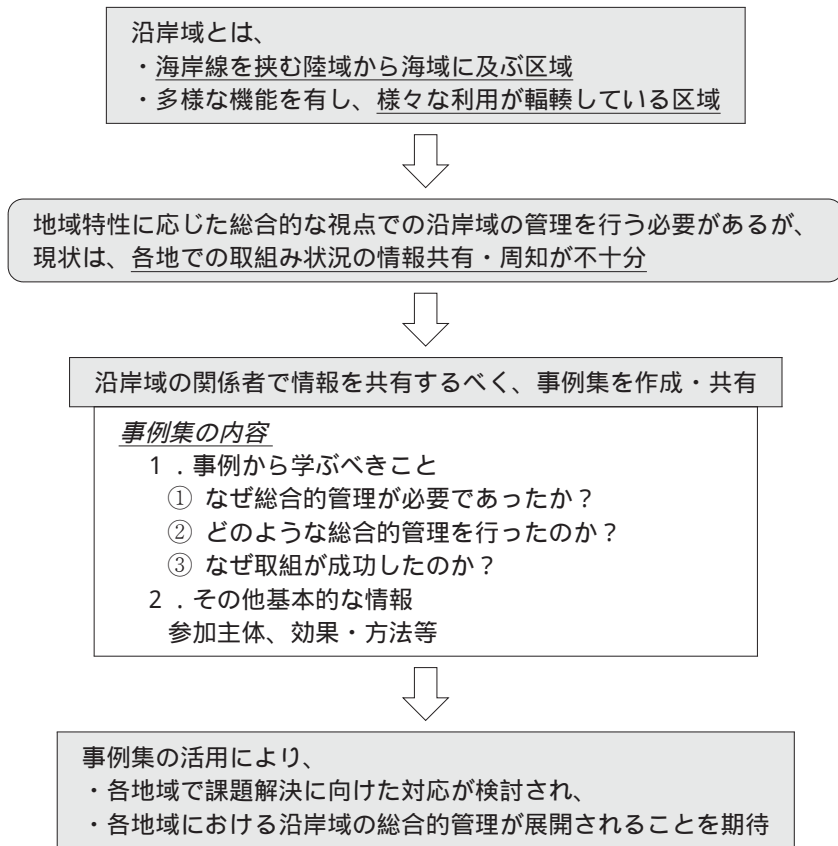 沿岸域とは、
・海岸線を挟む陸域から海域に及ぶ区域
・多様な機能を有し、様々な利用が輻輳している区域
地域特性に応じた総合的な視点での沿岸域の管理を行う必要があるが、
現状は、各地での取組み状況の情報共有・周知が不十分
沿岸域の関係者で情報を共有するべく、事例集を作成・共有
事例集の内容
1．事例から学ぶべきこと
① なぜ総合的管理が必要であったか？
② どのような総合的管理を行ったのか？
③ なぜ取組が成功したのか？
2．その他基本的な情報
参加主体、効果・方法等
事例集の活用により、
・各地域で課題解決に向けた対応が検討され、
・各地域における沿岸域の総合的管理が展開されることを期待